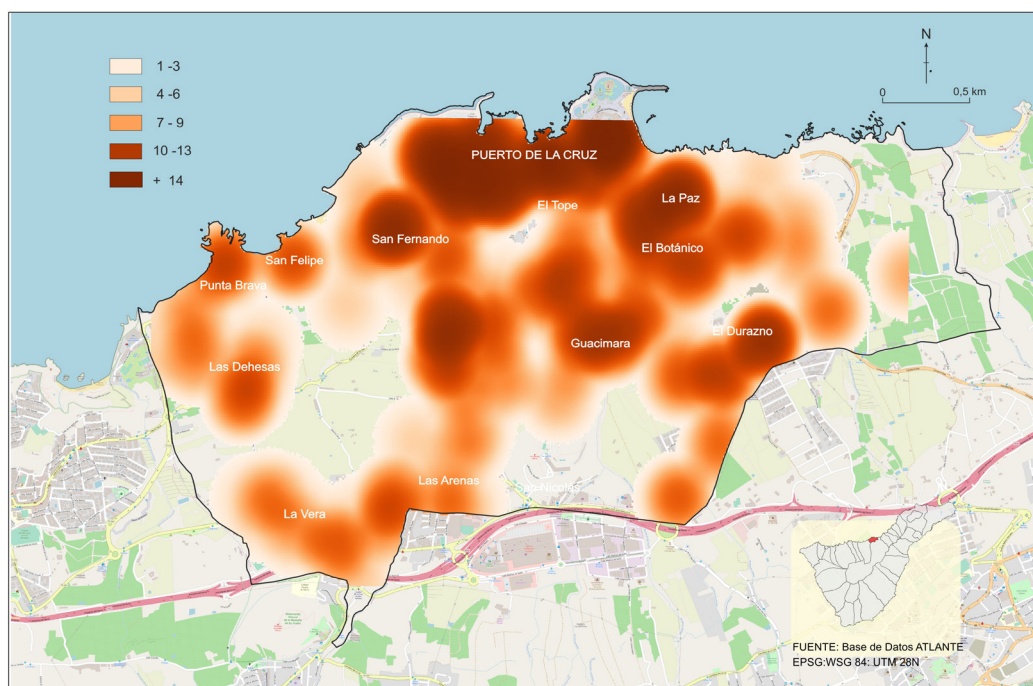 N
0
0,5 km
1 -3
4 -6
7 - 9
10 -13
+ 14
PUERTO DE LA CRUZ
La Paz
El Tope
San Fernando
El Botánico
San Felipe
Punta Brava
El Durazno
Guacimara
Las Dehesas
Las Arenas
San Nicolás
La Vera
FUENTE: Base de Datos ATLANTE
EPSG:WSG 84: UTM 28N